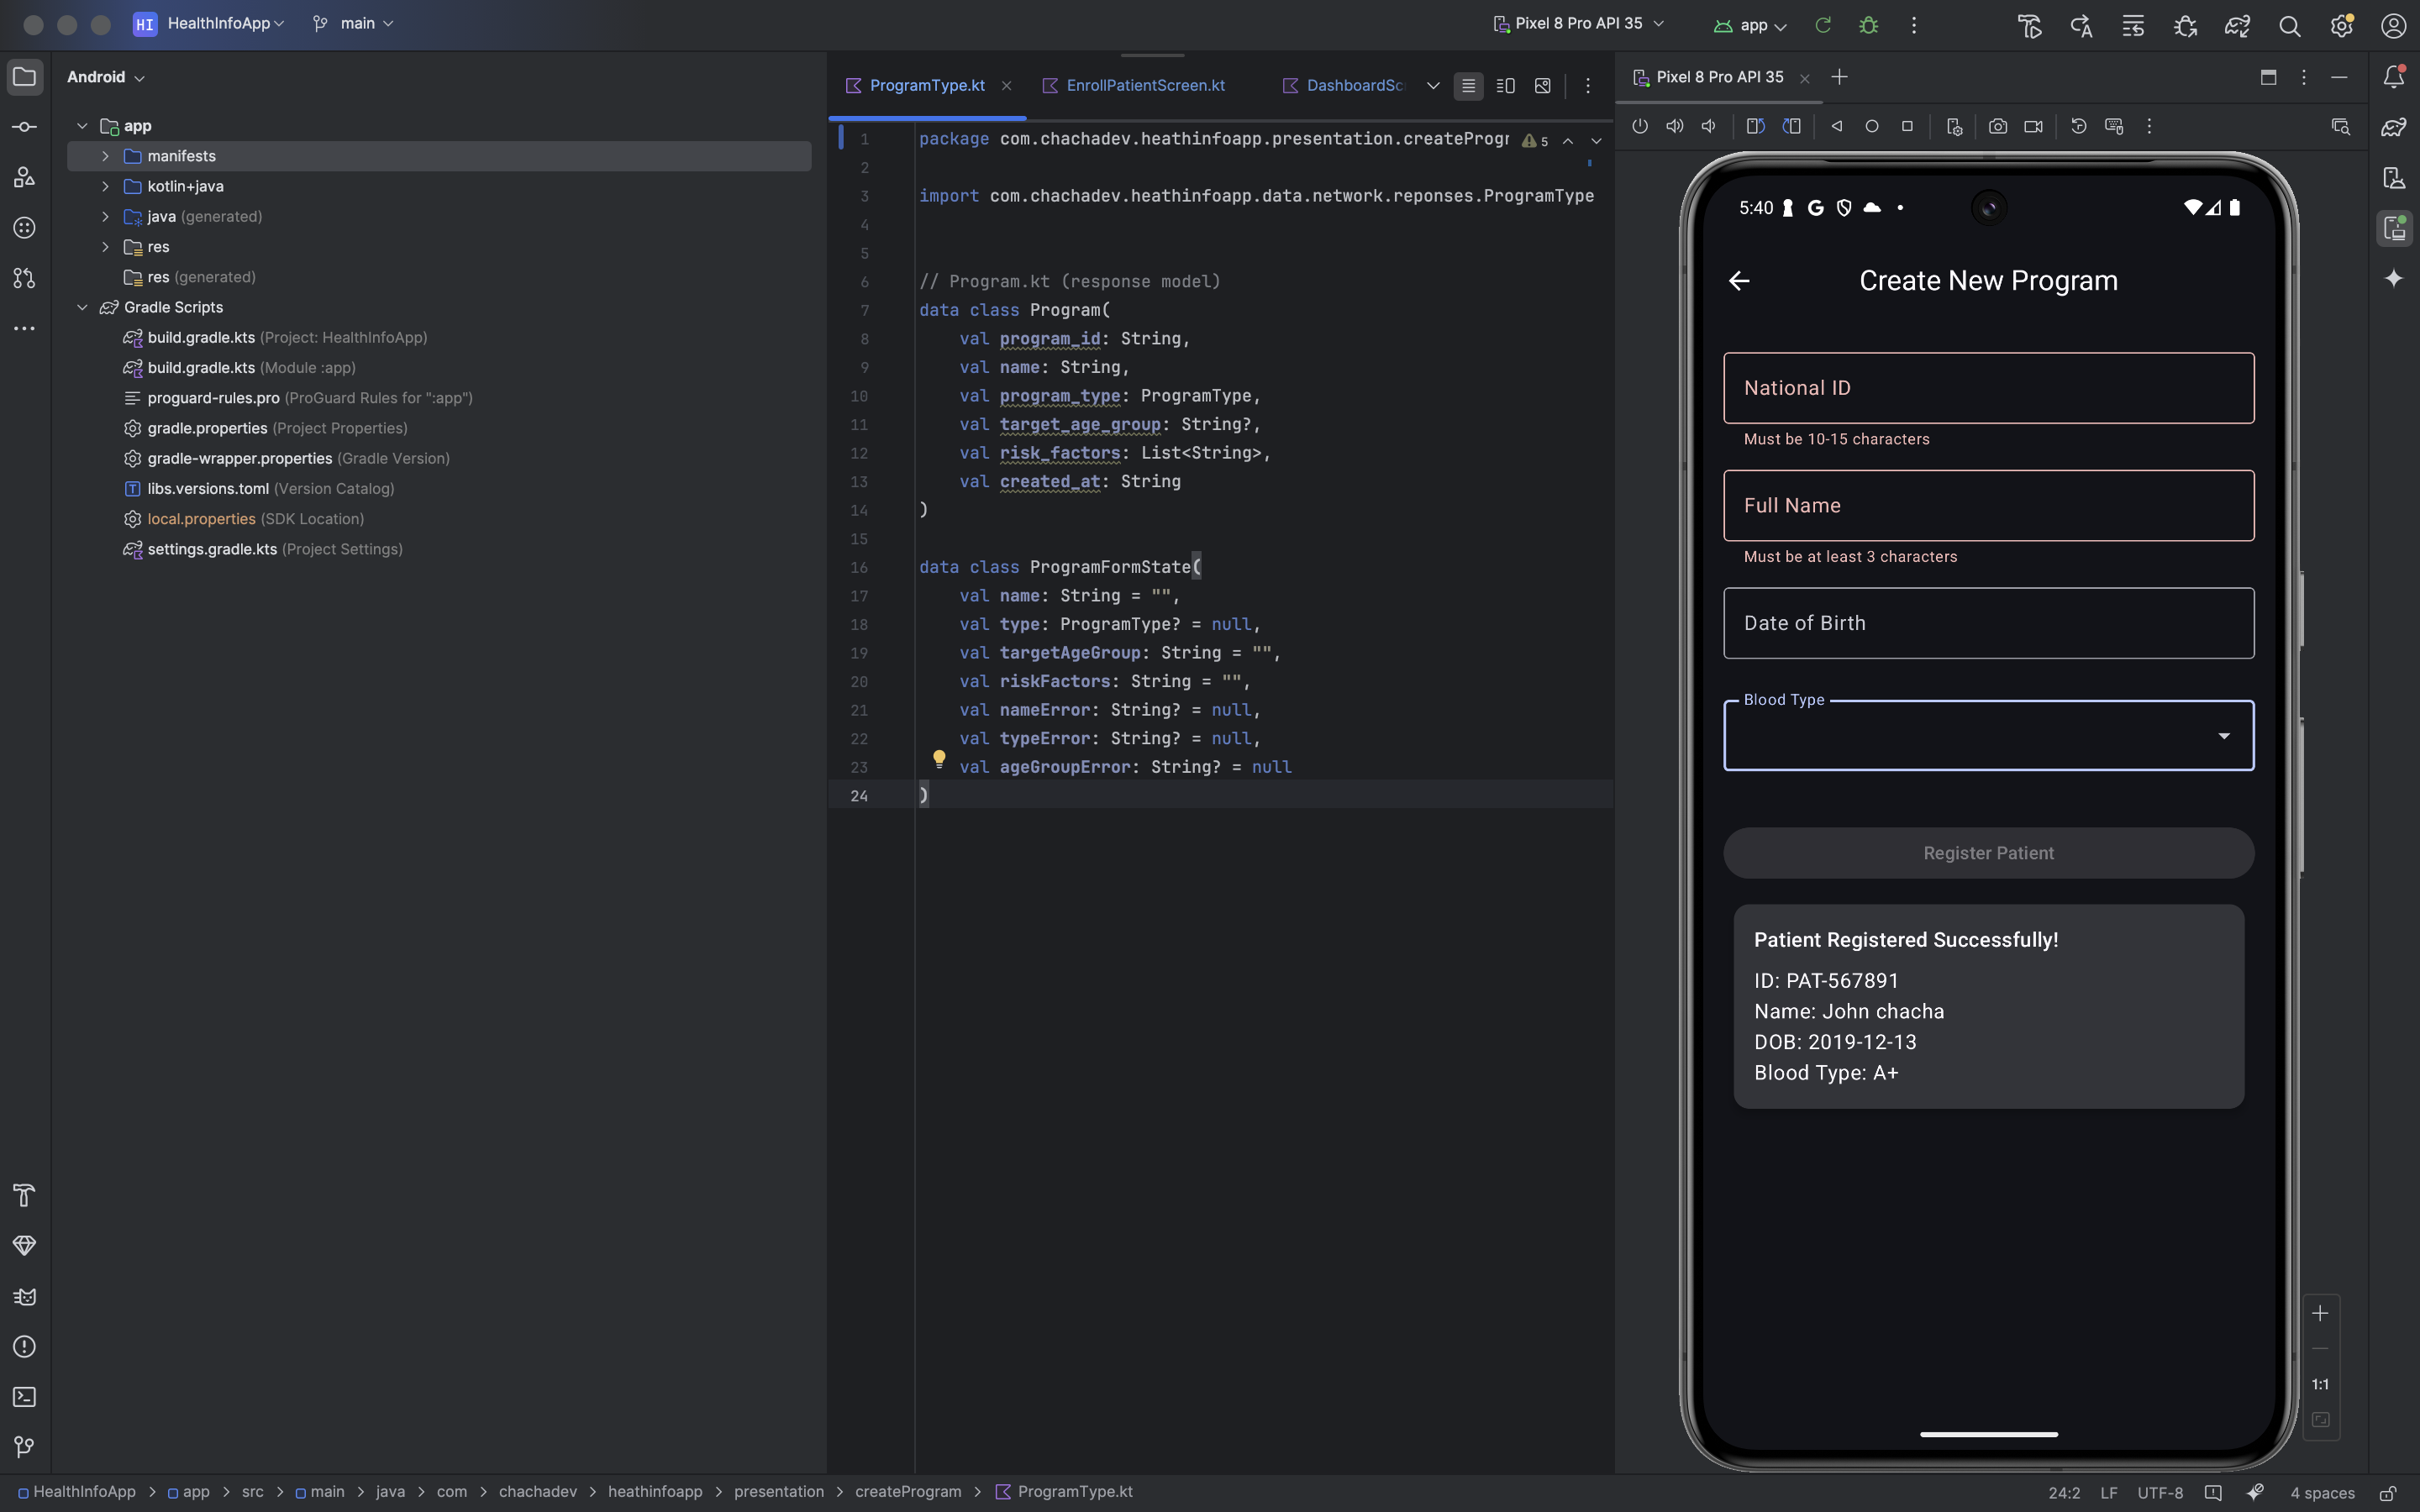 HI HealthInfoApp main Pixel 8 Pro API 35 app
Android
app
manifests
kotlin+java
java (generated)
res
res (generated)
Gradle Scripts
build.gradle.kts (Project: HealthInfoApp)
build.gradle.kts (Module :app)
proguard-rules.pro (ProGuard Rules for ":app")
gradle.properties (Project Properties)
gradle-wrapper.properties (Gradle Version)
libs.versions.toml (Version Catalog)
local.properties (SDK Location)
settings.gradle.kts (Project Settings)
ProgramType.kt EnrollPatientScreen.kt DashboardSc
1 package com.chachadev.heathinfoapp.presentation.createProgr 5
2
3 import com.chachadev.heathinfoapp.data.network.reponses.ProgramType
4
5
6 // Program.kt (response model)
7 data class Program(
8 val program_id: String,
9 val name: String,
10 val program_type: ProgramType,
11 val target_age_group: String?,
12 val risk_factors: List<String>,
13 val created_at: String
14 )
15
16 data class ProgramFormState(
17 val name: String = "",
18 val type: ProgramType? = null,
19 val targetAgeGroup: String = "",
20 val riskFactors: String = "",
21 val nameError: String? = null,
22 val typeError: String? = null,
23 val ageGroupError: String? = null
24 )
Pixel 8 Pro API 35
5:40 G
Create New Program
National ID
Must be 10-15 characters
Full Name
Must be at least 3 characters
Date of Birth
Blood Type
Register Patient
Patient Registered Successfully!
ID: PAT-567891
Name: John chacha
DOB: 2019-12-13
Blood Type: A+
1:1
HealthInfoApp app src main java com chachadev heathinfoapp presentation createProgram ProgramType.kt
24:2 LF UTF-8 4 spaces